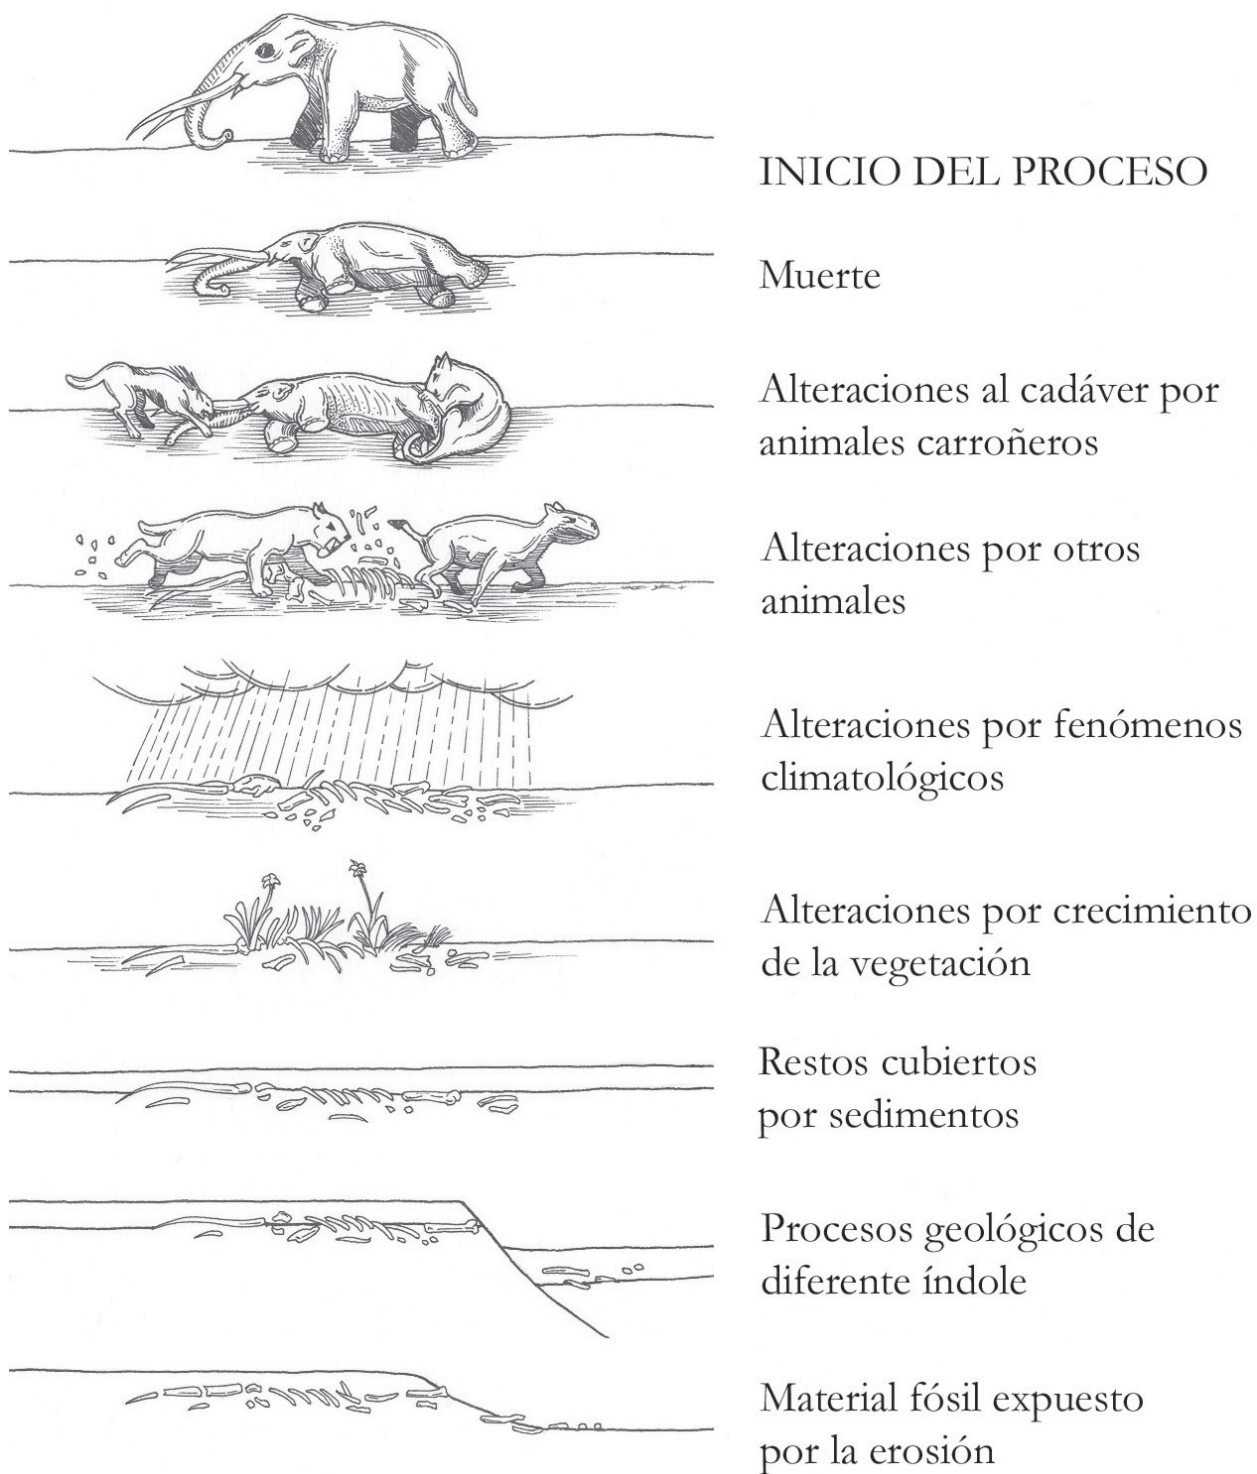 INICIO DEL PROCESO
Muerte
Alteraciones al cadáver por
animales carroñeros
Alteraciones por otros
animales
Alteraciones por fenómenos
climatológicos
Alteraciones por crecimiento
de la vegetación
Restos cubiertos
por sedimentos
Procesos geológicos de
diferente índole
Material fósil expuesto
por la erosión